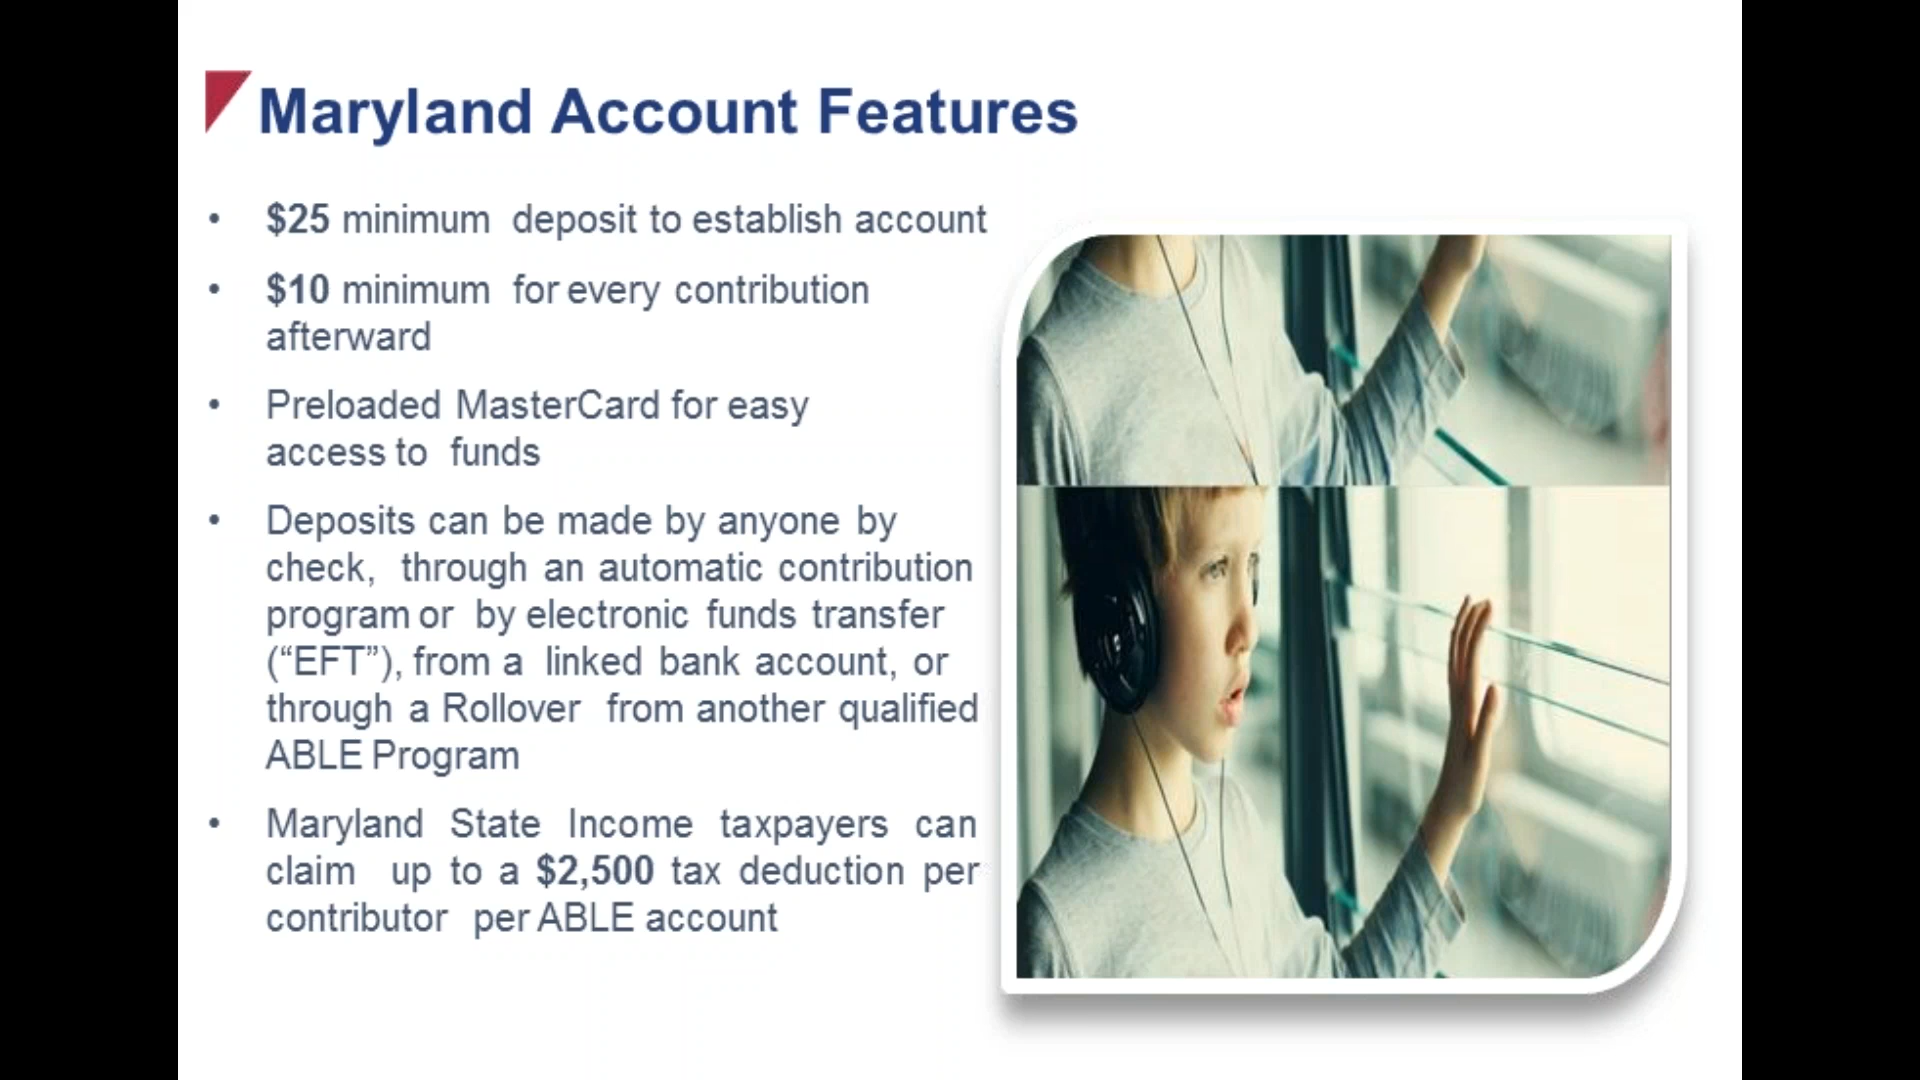 Maryland Account Features
• $25 minimum deposit to establish account
• $10 minimum for every contribution
afterward
• Preloaded MasterCard for easy
access to funds
• Deposits can be made by anyone by
check, through an automatic contribution
program or by electronic funds transfer
(“EFT”), from a linked bank account, or
through a Rollover from another qualified
ABLE Program
• Maryland State Income taxpayers can
claim up to a $2,500 tax deduction per
contributor per ABLE account